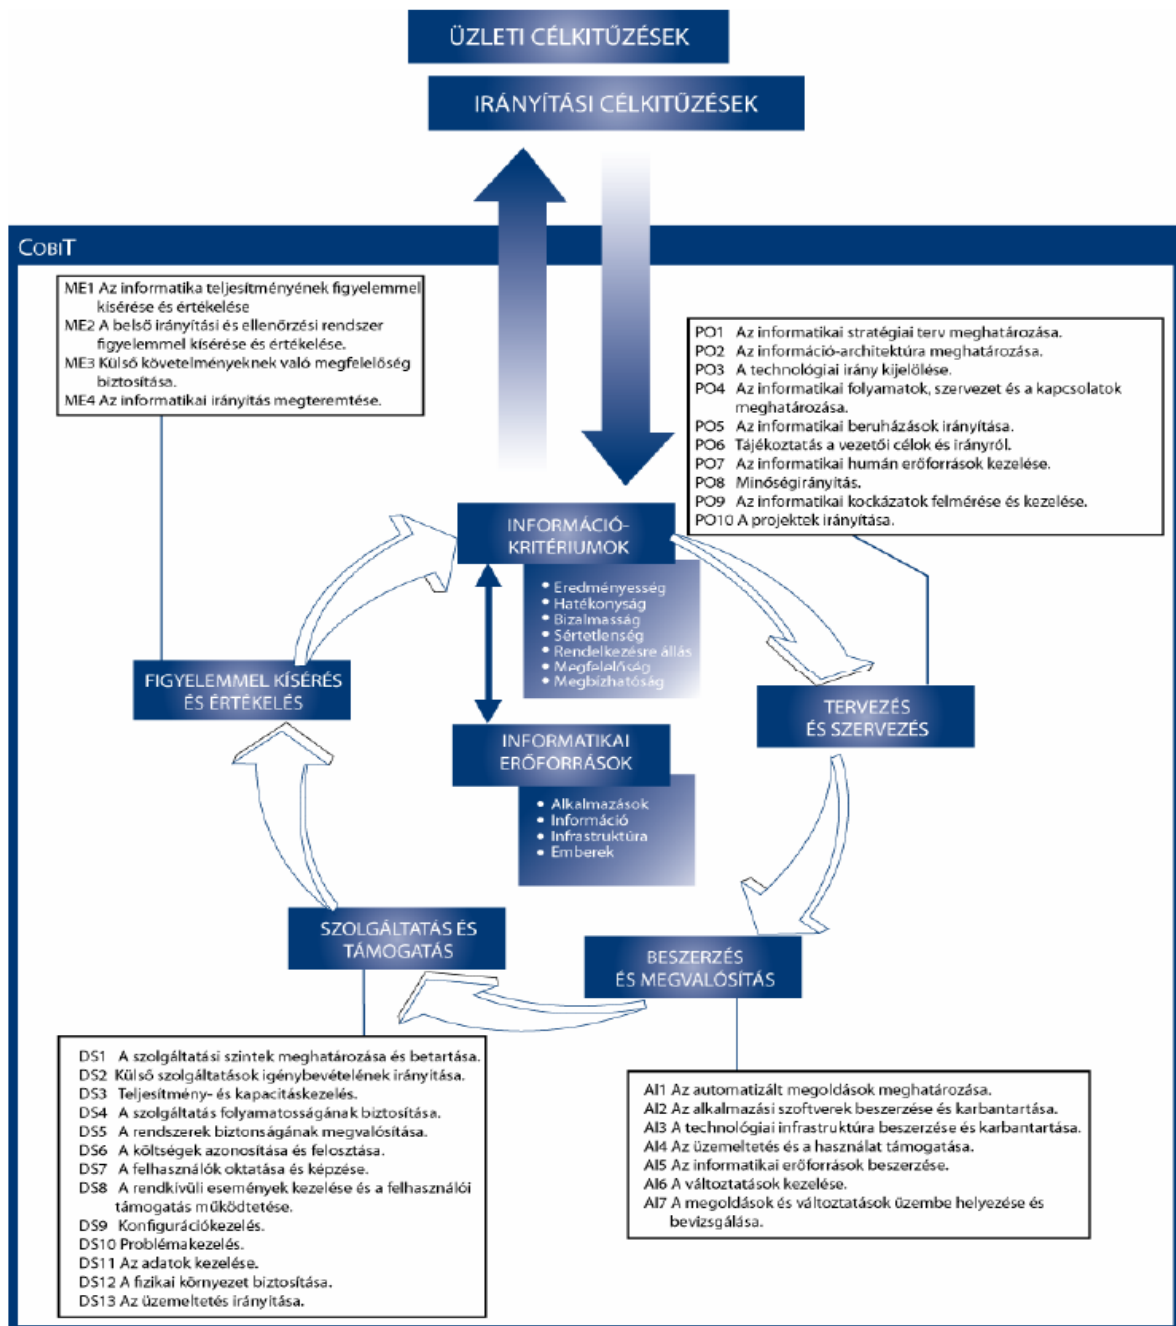 ÜZLETI CÉLKITŰZÉSEK
IRÁNYÍTÁSI CÉLKITŰZÉSEK
COBIT
ME1 Az informatika teljesítményének figyelemmel
kísérése és értékelése
ME2 A belső irányítási és ellenőrzési rendszer
figyelemmel kísérése és értékelése.
ME3 Külső követelményeknek való megfelelőség
biztosítása.
ME4 Az informatikai irányítás megteremtése.
PO1 Az informatikai stratégiai terv meghatározása.
PO2 Az információ-architektúra meghatározása.
PO3 A technológiai irány kijelölése.
PO4 Az informatikai folyamatok, szervezet és a kapcsolatok
meghatározása.
PO5 Az informatikai beruházások irányítása.
PO6 Tájékoztatás a vezetői célok és irányról.
PO7 Az informatikai humán erőforrások kezelése.
PO8 Minőségirányítás.
PO9 Az informatikai kockázatok felmérése és kezelése.
PO10 A projektek irányítása.
INFORMÁCIÓ-
KRITÉRIUMOK
• Eredményesség
• Hatékonyság
• Bizalmasság
• Sértetlenség
• Rendelkezésre állás
• Megfelelőség
• Megbízhatóság
FIGYELEMMEL KÍSÉRÉS
ÉS ÉRTÉKELÉS
TERVEZÉS
ÉS SZERVEZÉS
INFORMATIKAI
ERŐFORRÁSOK
• Alkalmazások
• Információ
• Infrastruktúra
• Emberek
SZOLGÁLTATÁS ÉS
TÁMOGATÁS
BESZERZÉS
ÉS MEGVALÓSÍTÁS
DS1 A szolgáltatási szintek meghatározása és betartása.
DS2 Külső szolgáltatások igénybevételének irányítása.
DS3 Teljesítmény- és kapacitáskezelés.
DS4 A szolgáltatás folyamatosságának biztosítása.
DS5 A rendszerek biztonságának megvalósítása.
DS6 A költségek azonosítása és felosztása.
DS7 A felhasználók oktatása és képzése.
DS8 A rendkívüli események kezelése és a felhasználói
támogatás működtetése.
DS9 Konfigurációkezelés.
DS10 Problémakezelés.
DS11 Az adatok kezelése.
DS12 A fizikai környezet biztosítása.
DS13 Az üzemeltetés irányítása.
AI1 Az automatizált megoldások meghatározása.
AI2 Az alkalmazási szoftverek beszerzése és karbantartása.
AI3 A technológiai infrastruktúra beszerzése és karbantartása.
AI4 Az üzemeltetés és a használat támogatása.
AI5 Az informatikai erőforrások beszerzése.
AI6 A változtatások kezelése.
AI7 A megoldások és változtatások üzembe helyezése és
bevizsgálása.